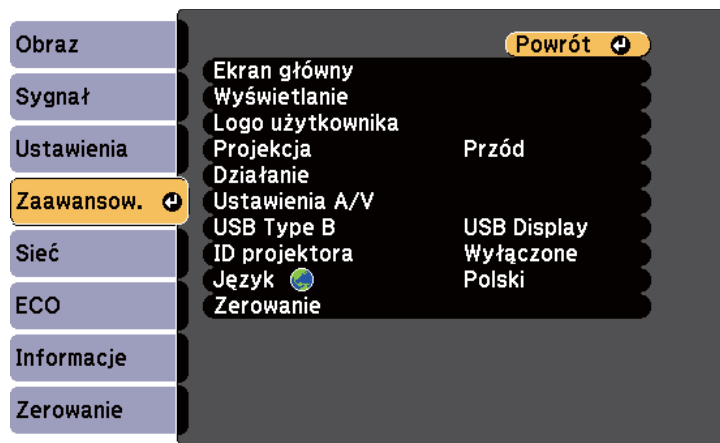 Obraz
Sygnał
Ustawienia
Zaawansow.
Sieć
ECO
Informacje
Zerowanie
Powrót
Ekran główny
Wyświetlanie
Logo użytkownika
Projekcja Przód
Działanie
Ustawienia A/V
USB Type B USB Display
ID projektora Wyłączone
Język Polski
Zerowanie